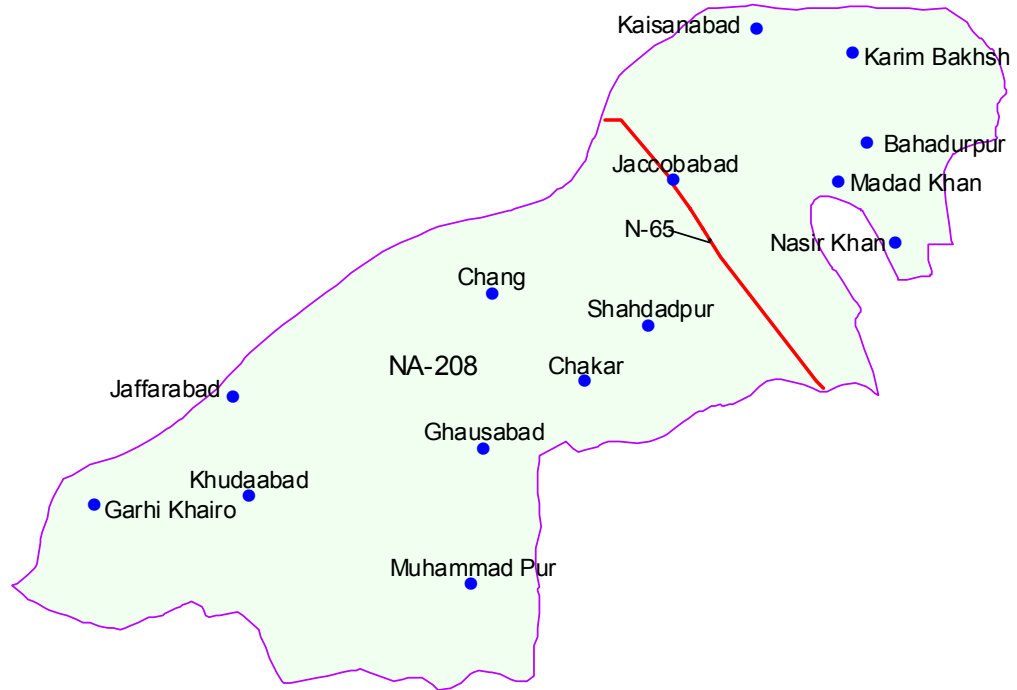 Kaisanabad
Karim Bakhsh
Bahadurpur
Jaccobabad
Madad Khan
N-65
Nasir Khan
Chang
Shahdadpur
NA-208
Chakar
Jaffarabad
Ghausabad
Khudaabad
Garhi Khairo
Muhammad Pur